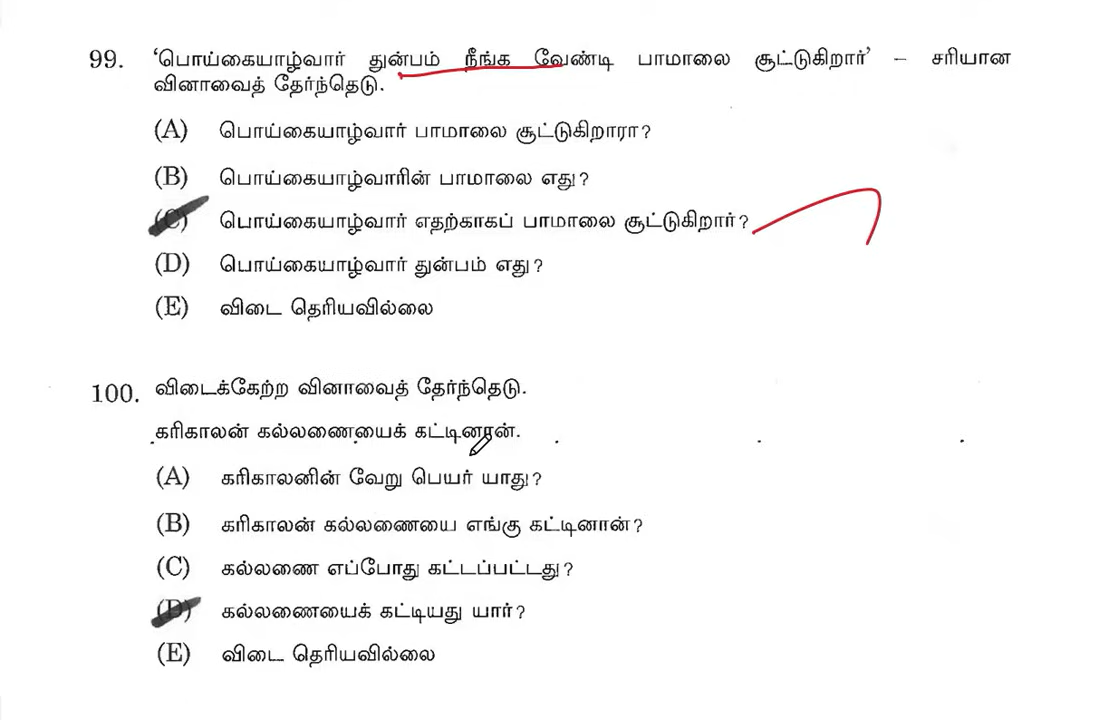 99. 'பொய்கையாழ்வார் துன்பம் நீங்க வேண்டி பாமாலை சூட்டுகிறார்' – சரியான
வினாவைத் தேர்ந்தெடு.
(A) பொய்கையாழ்வார் பாமாலை சூட்டுகிறாரா?
(B) பொய்கையாழ்வாரின் பாமாலை எது?
(C) பொய்கையாழ்வார் எதற்காகப் பாமாலை சூட்டுகிறார்?
(D) பொய்கையாழ்வார் துன்பம் எது?
(E) விடை தெரியவில்லை
100. விடைக்கேற்ற வினாவைத் தேர்ந்தெடு.
கரிகாலன் கல்லணையைக் கட்டினான்.
(A) கரிகாலனின் வேறு பெயர் யாது?
(B) கரிகாலன் கல்லணையை எங்கு கட்டினான்?
(C) கல்லணை எப்போது கட்டப்பட்டது?
(D) கல்லணையைக் கட்டியது யார்?
(E) விடை தெரியவில்லை